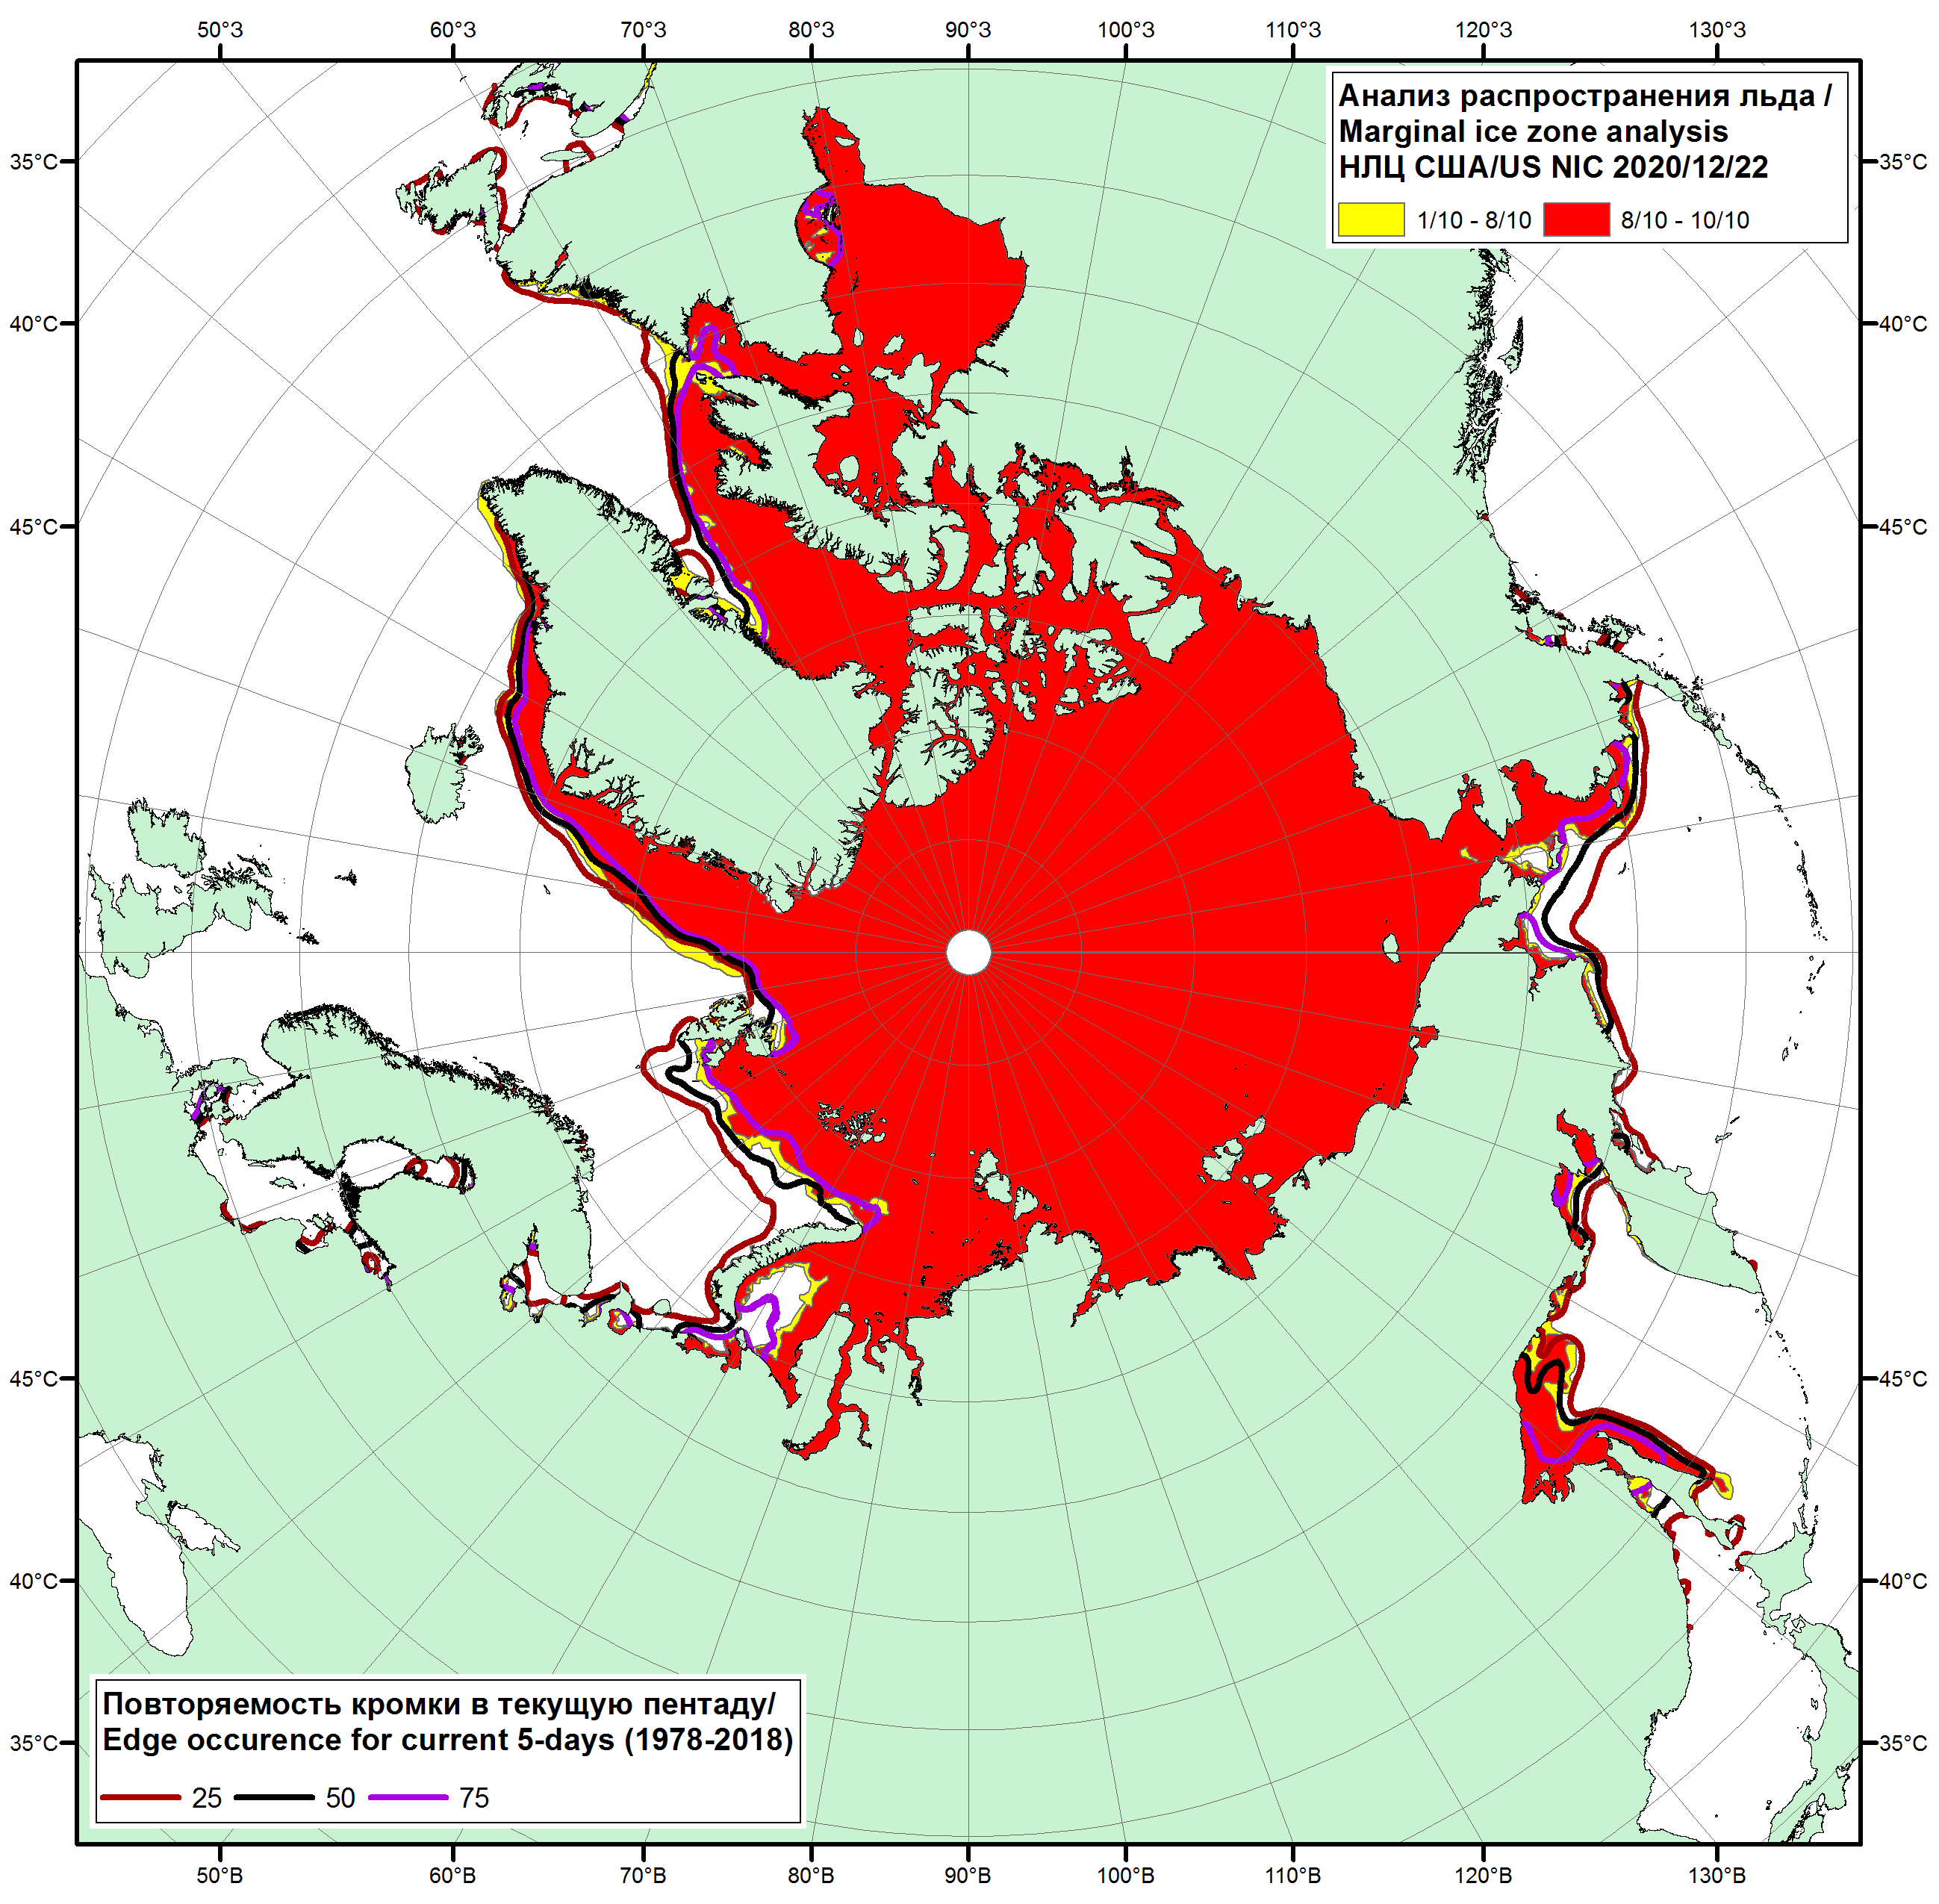 50°З 60°З 70°З 80°З 90°З 100°З 110°З 120°З 130°З
Анализ распространения льда /
Marginal ice zone analysis
НЛЦ США/US NIC 2020/12/22
1/10 - 8/10 8/10 - 10/10
35°С 35°С
40°С 40°С
45°С 45°С
45°С 45°С
40°С 40°С
35°С 35°С
Повторяемость кромки в текущую пентаду/
Edge occurence for current 5-days (1978-2018)
25 50 75
50°В 60°В 70°В 80°В 90°В 100°В 110°В 120°В 130°В